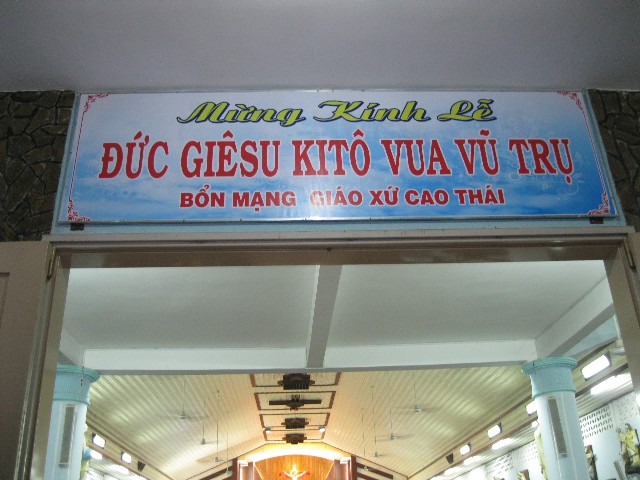 Mừng Kính Lễ
ĐỨC GIÊSU KITÔ VUA VŨ TRỤ
BỔN MẠNG GIÁO XỨ CAO THÁI